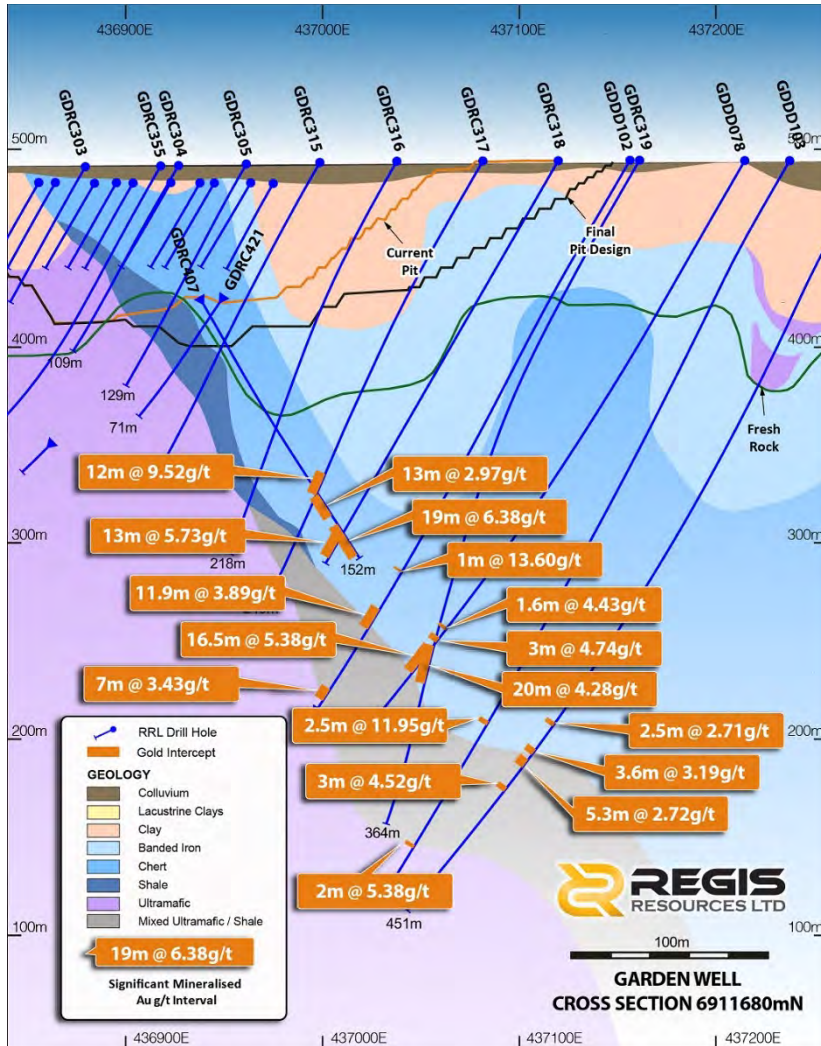 436900E
437000E
437100E
437200E
GDRC303
GDRC355
GDRC304
GDRC305
GDRC315
GDRC316
GDRC317
GDRC318
GDDD102
GDRC319
GDDD078
GDDD103
500m
500m
GDRC407
GDRC421
Current
Pit
Final
Pit Design
400m
400m
109m
129m
71m
Fresh
Rock
12m @ 9.52g/t
13m @ 2.97g/t
19m @ 6.38g/t
13m @ 5.73g/t
300m
300m
218m
152m
1m @ 13.60g/t
11.9m @ 3.89g/t
1.6m @ 4.43g/t
16.5m @ 5.38g/t
3m @ 4.74g/t
7m @ 3.43g/t
20m @ 4.28g/t
2.5m @ 11.95g/t
2.5m @ 2.71g/t
200m
200m
3m @ 4.52g/t
3.6m @ 3.19g/t
5.3m @ 2.72g/t
364m
2m @ 5.38g/t
451m
100m
100m
RRL Drill Hole
Gold Intercept
GEOLOGY
Colluvium
Lacustrine Clays
Clay
Banded Iron
Chert
Shale
Ultramafic
Mixed Ultramafic / Shale
19m @ 6.38g/t
Significant Mineralised
Au g/t Interval
REGIS
RESOURCES LTD
100m
GARDEN WELL
CROSS SECTION 6911680mN
436900E
437000E
437100E
437200E